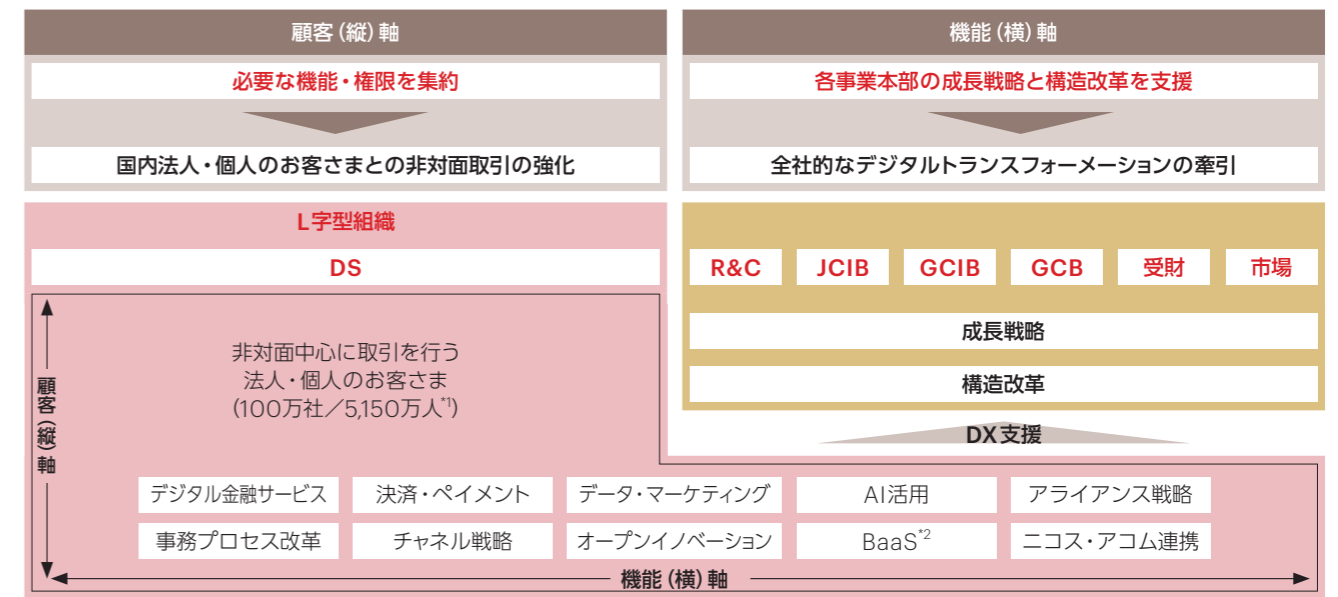 顧客(縦)軸
必要な機能・権限を集約
国内法人・個人のお客さまとの非対面取引の強化
機能(横)軸
各事業本部の成長戦略と構造改革を支援
全社的なデジタルトランスフォーメーションの牽引
L字型組織
DS
R&C
JCIB
GCIB
GCB
受財
市場
成長戦略
構造改革
DX支援
顧客(縦)軸
非対面中心に取引を行う
法人・個人のお客さま
(100万社/5,150万人*1)
デジタル金融サービス
決済・ペイメント
データ・マーケティング
AI活用
アライアンス戦略
事務プロセス改革
チャネル戦略
オープンイノベーション
BaaS*2
ニコス・アコム連携
機能(横)軸